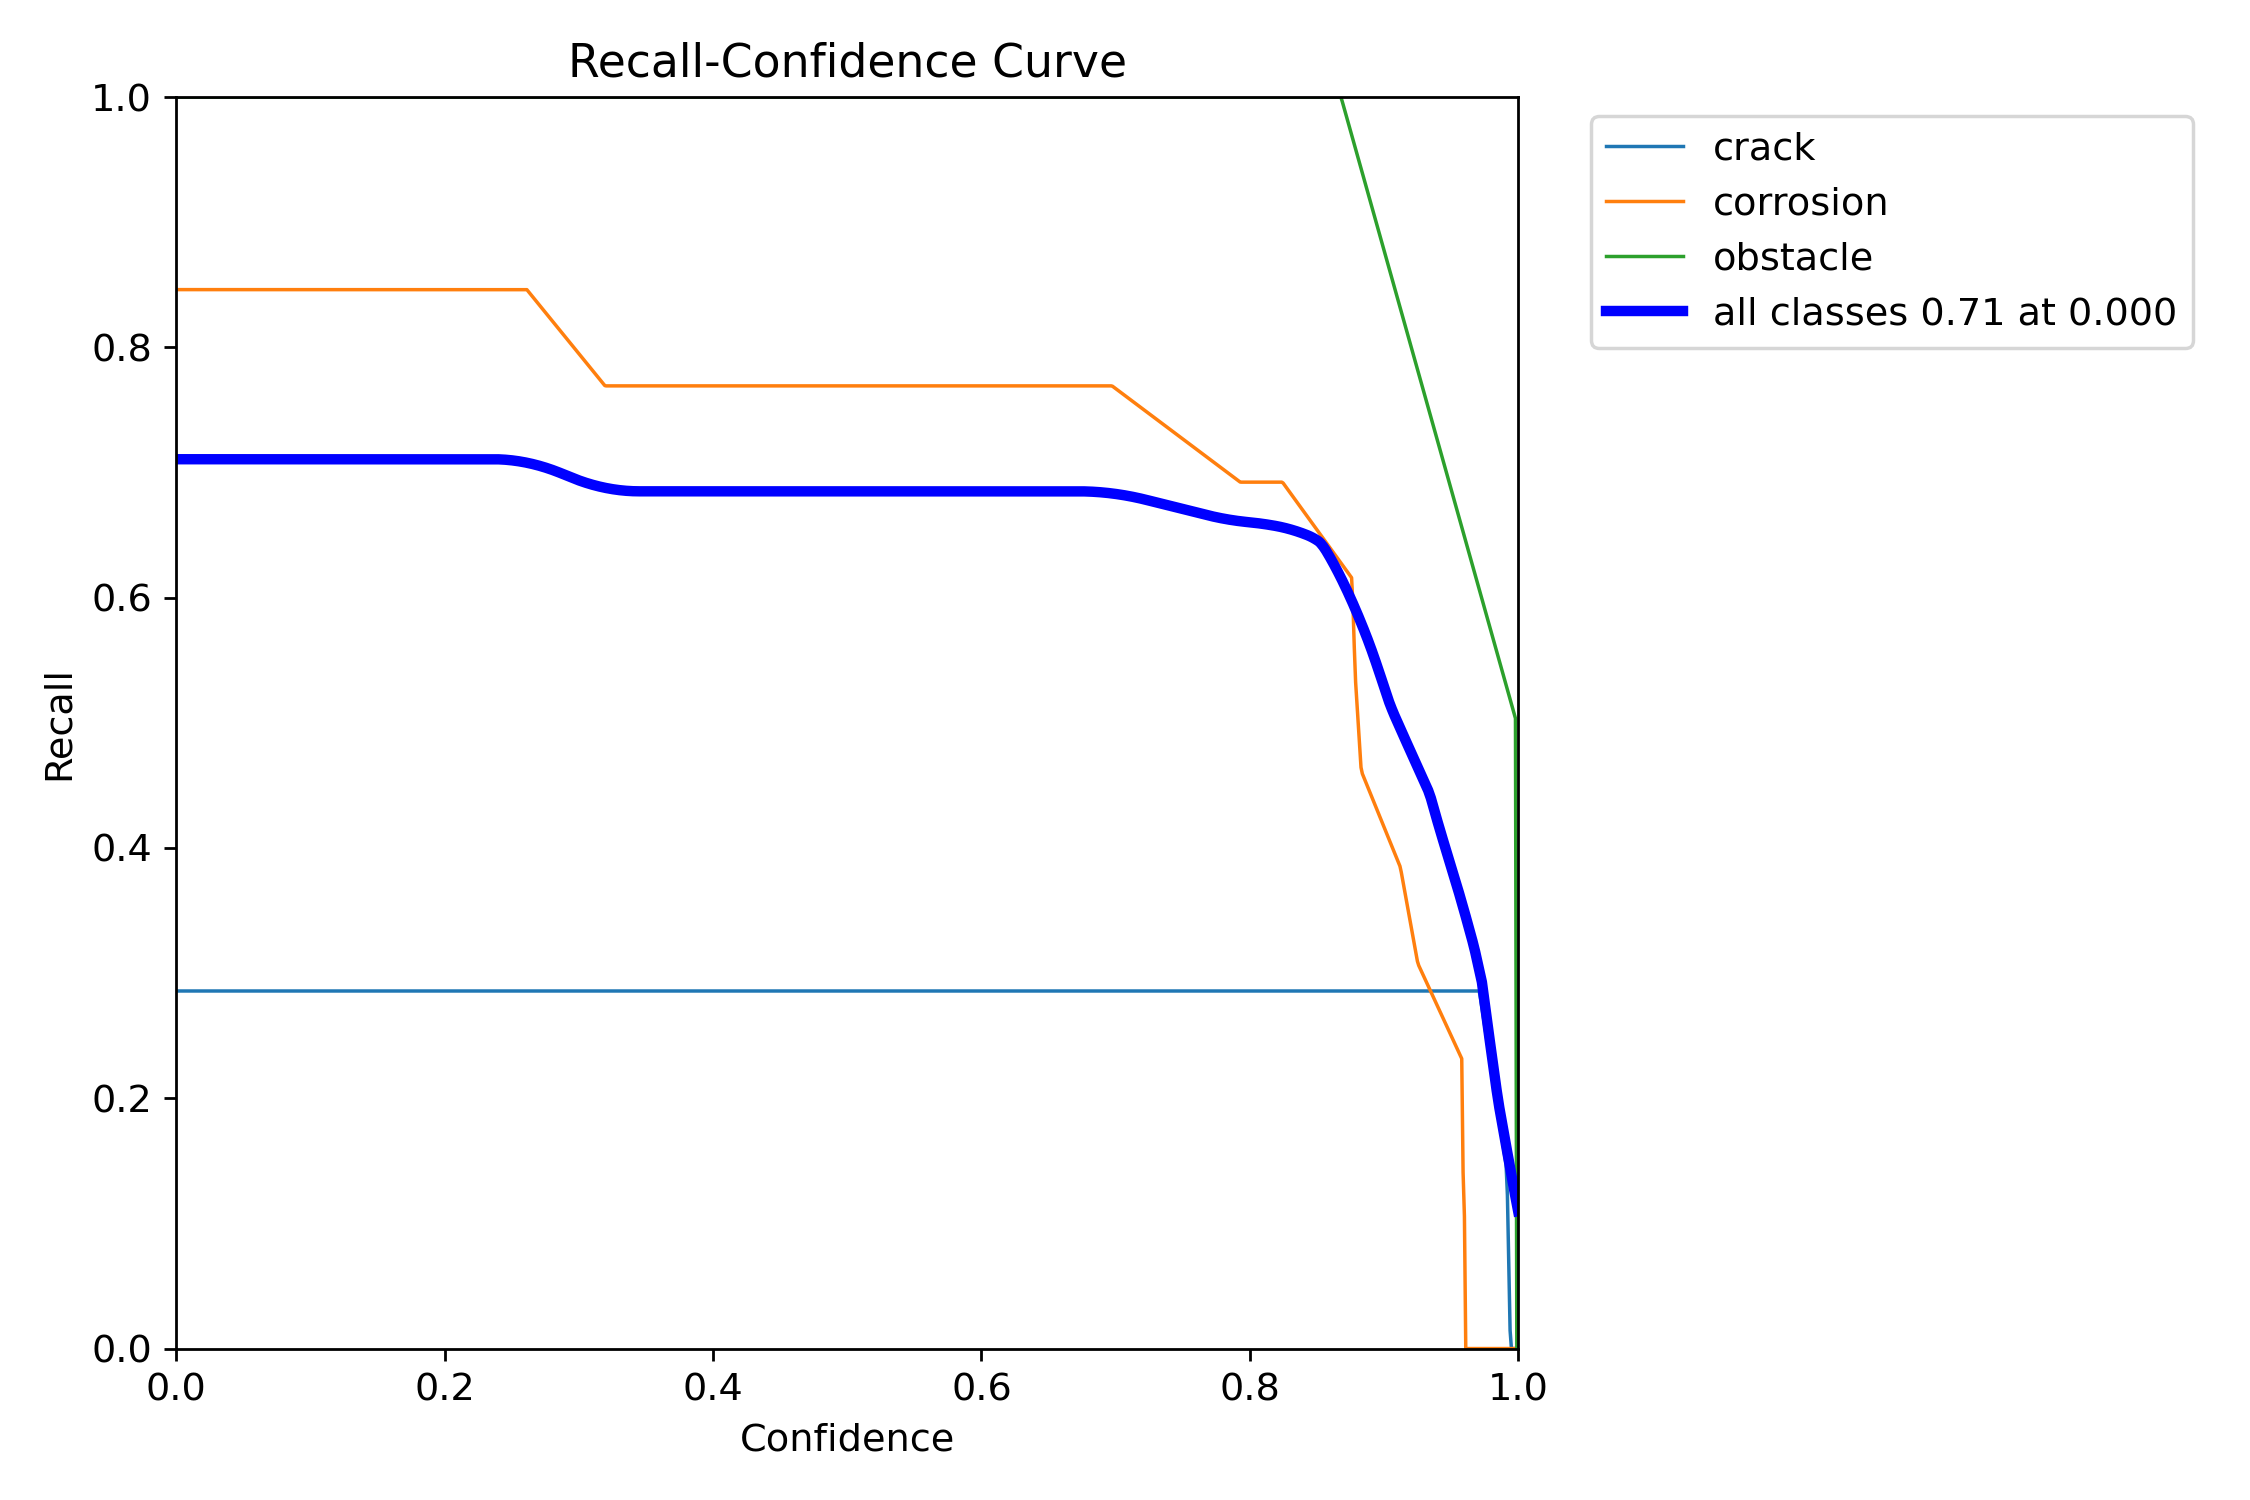 Recall-Confidence Curve
1.0
0.8
0.6
0.4
0.2
0.0
Recall
0.0 0.2 0.4 0.6 0.8 1.0
Confidence
crack
corrosion
obstacle
all classes 0.71 at 0.000